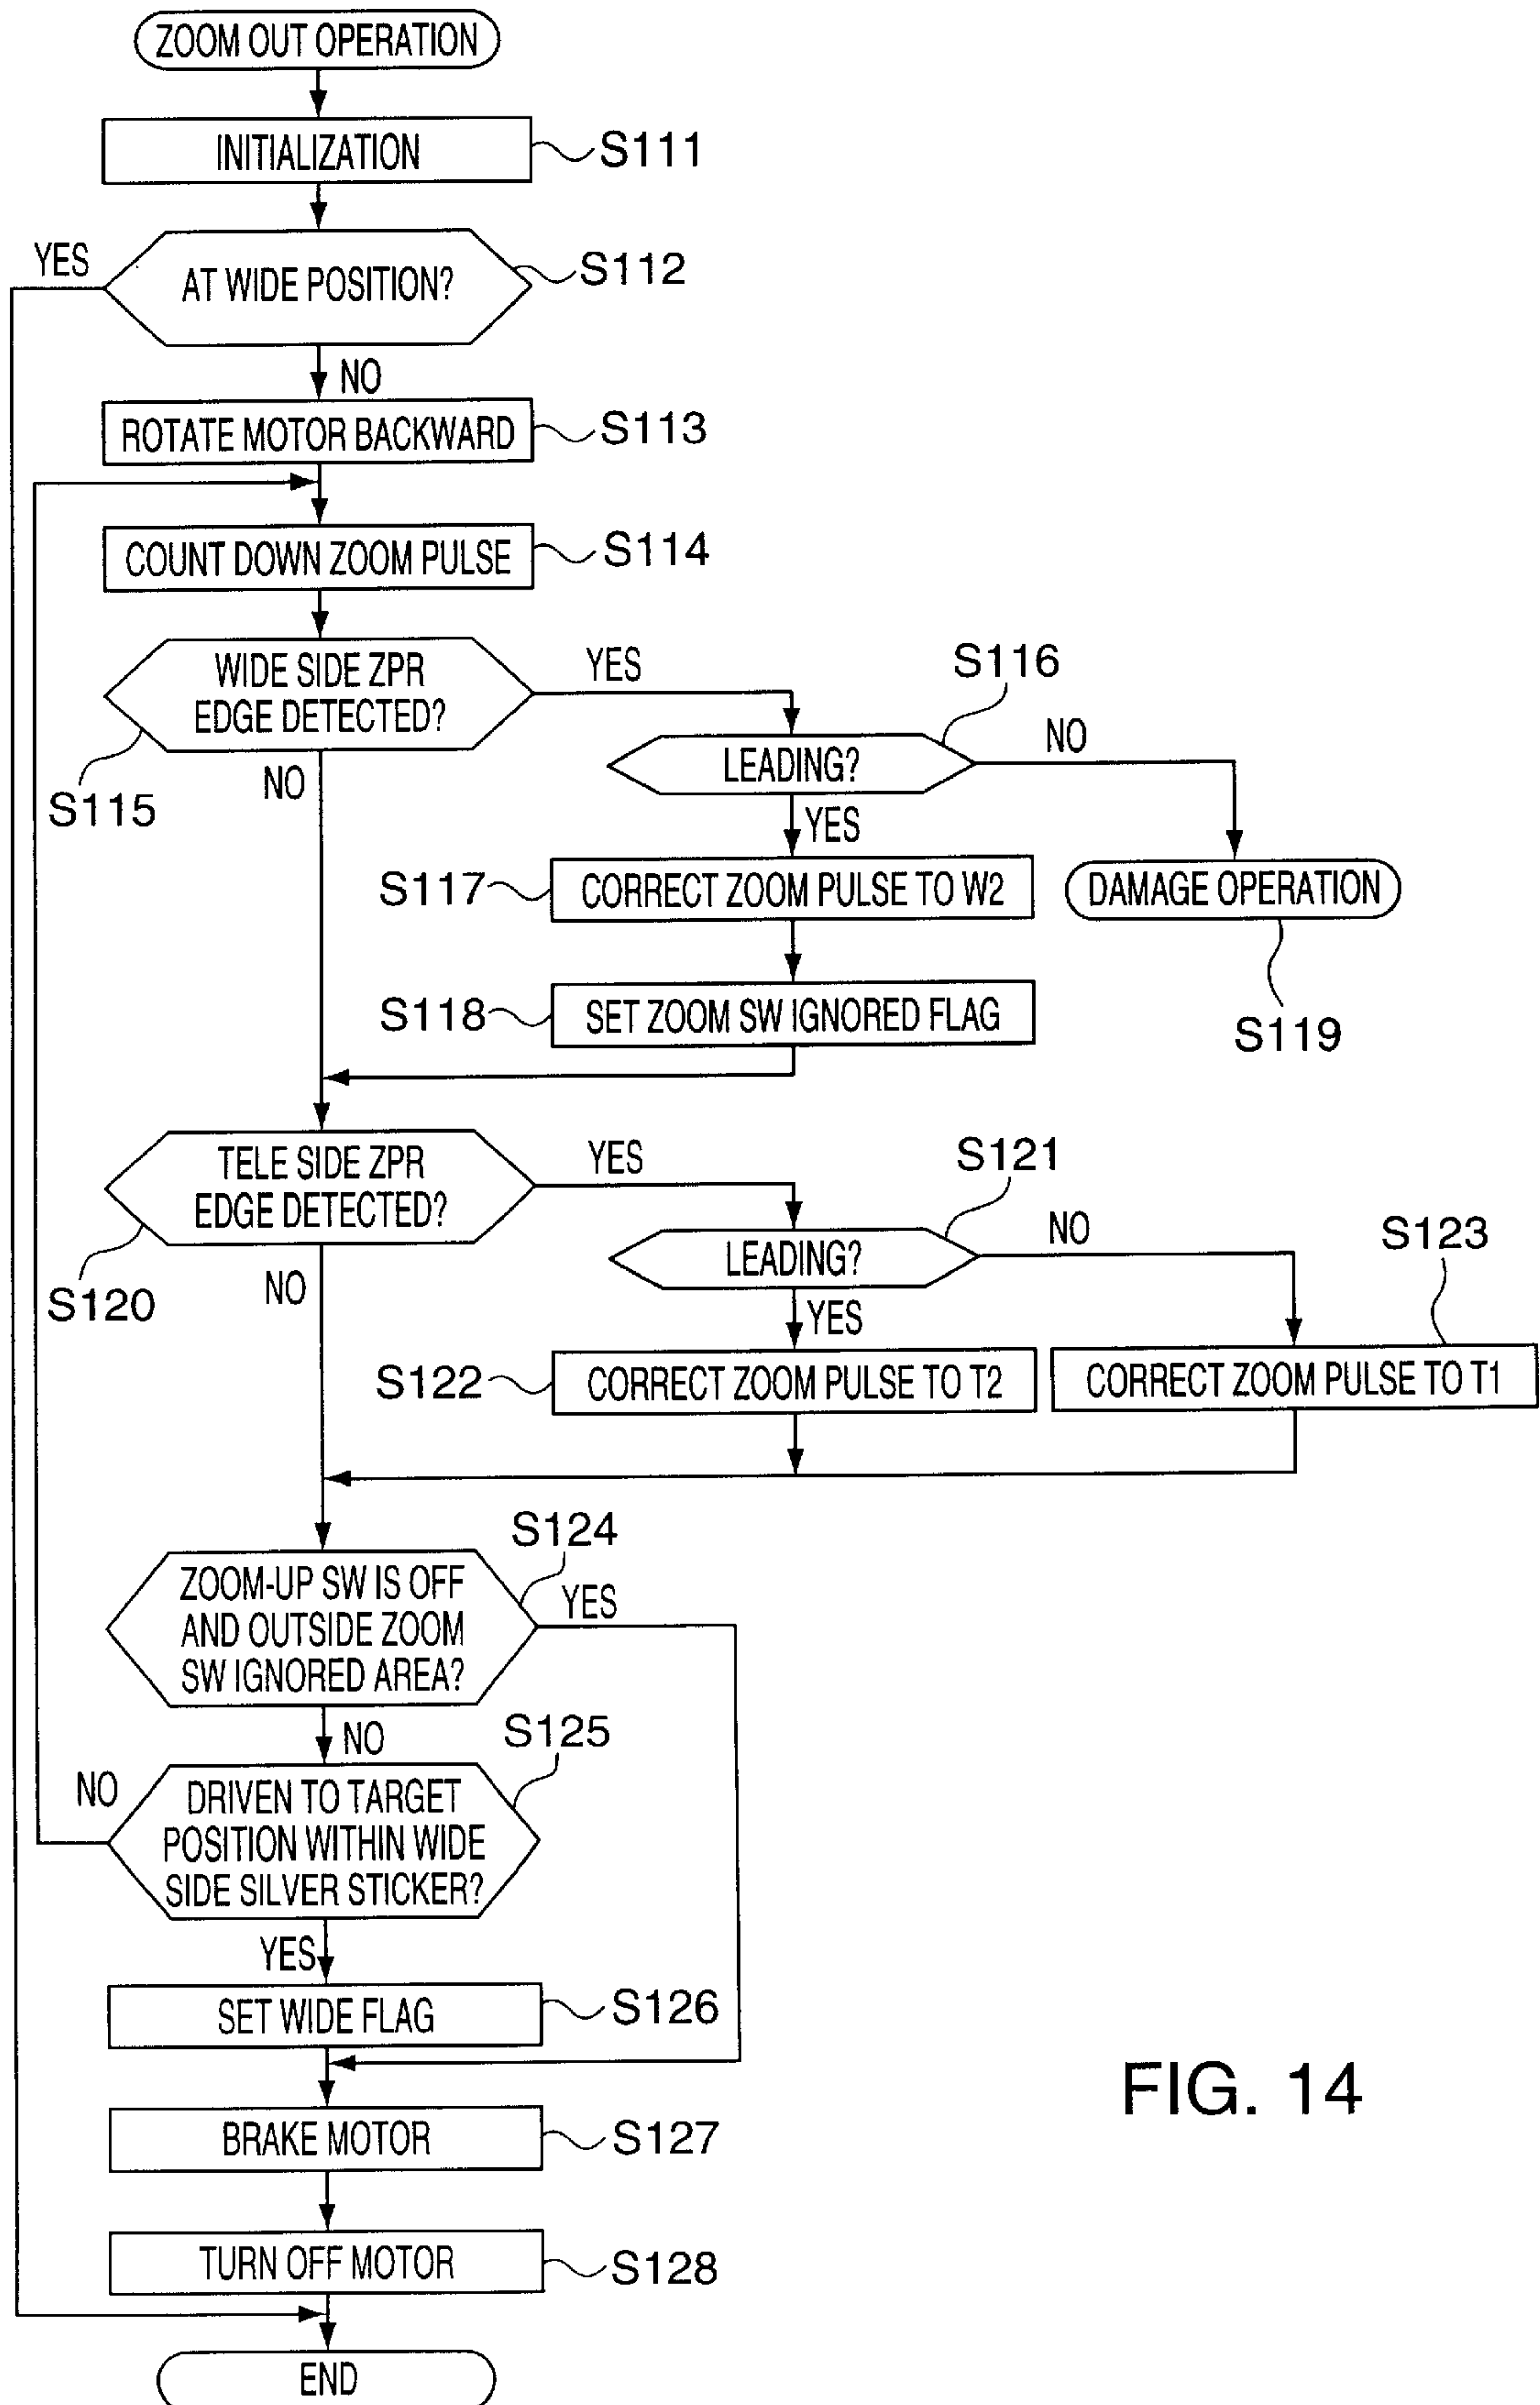 ZOOM OUT OPERATION
INITIALIZATION
S111
YES
AT WIDE POSITION?
S112
NO
ROTATE MOTOR BACKWARD
S113
COUNT DOWN ZOOM PULSE
S114
WIDE SIDE ZPR
EDGE DETECTED?
YES
S115
NO
S116
LEADING?
NO
YES
S117
CORRECT ZOOM PULSE TO W2
DAMAGE OPERATION
S118
SET ZOOM SW IGNORED FLAG
S119
TELE SIDE ZPR
EDGE DETECTED?
YES
S120
NO
S121
LEADING?
NO
S123
YES
S122
CORRECT ZOOM PULSE TO T2
CORRECT ZOOM PULSE TO T1
S124
ZOOM-UP SW IS OFF
AND OUTSIDE ZOOM
SW IGNORED AREA?
YES
NO
S125
NO
DRIVEN TO TARGET
POSITION WITHIN WIDE
SIDE SILVER STICKER?
YES
SET WIDE FLAG
S126
BRAKE MOTOR
S127
TURN OFF MOTOR
S128
END
FIG. 14